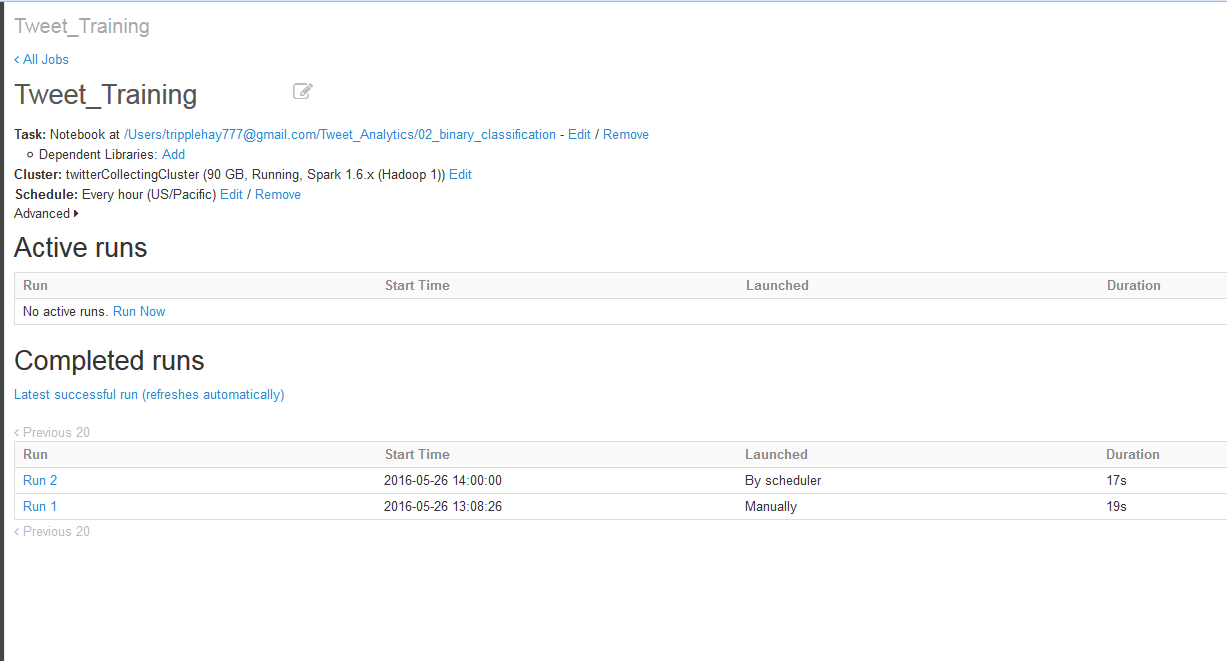 Tweet_Training
< All Jobs
Tweet_Training
Task: Notebook at /Users/tripplehay777@gmail.com/Tweet_Analytics/02_binary_classification - Edit / Remove
Dependent Libraries: Add
Cluster: twitterCollectingCluster (90 GB, Running, Spark 1.6.x (Hadoop 1)) Edit
Schedule: Every hour (US/Pacific) Edit / Remove
Advanced
Active runs
Run Start Time Launched Duration
No active runs. Run Now
Completed runs
Latest successful run (refreshes automatically)
< Previous 20
Run Start Time Launched Duration
Run 2 2016-05-26 14:00:00 By scheduler 17s
Run 1 2016-05-26 13:08:26 Manually 19s
< Previous 20